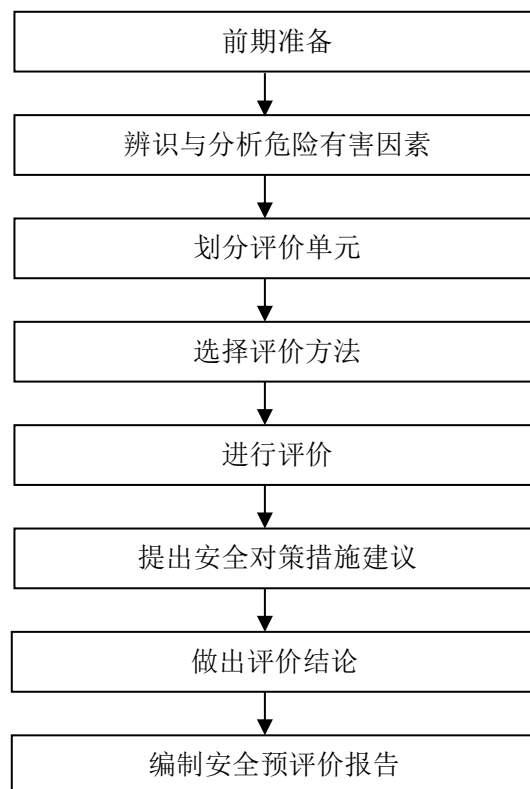 前期准备
辨识与分析危险有害因素
划分评价单元
选择评价方法
进行评价
提出安全对策措施建议
做出评价结论
编制安全预评价报告